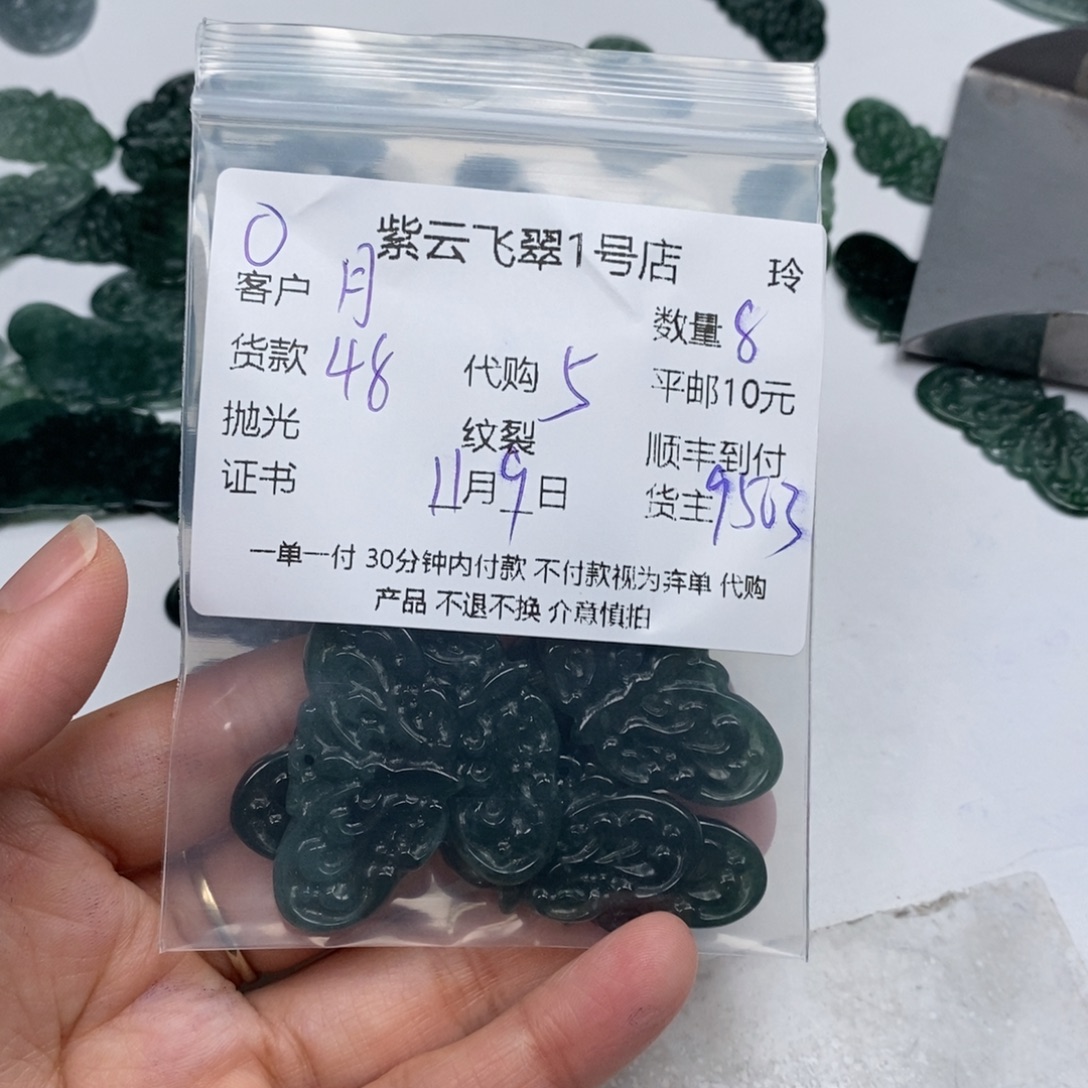 O 紫云飞翠1号店 玲
客户 月 数量 8
货款 48 代购 5 平邮10元
抛光 纹裂 顺丰到付
证书 11月9日 货主9503
一单一付 30分钟内付款 不付款视为弃单 代购
产品 不退不换 介意慎拍